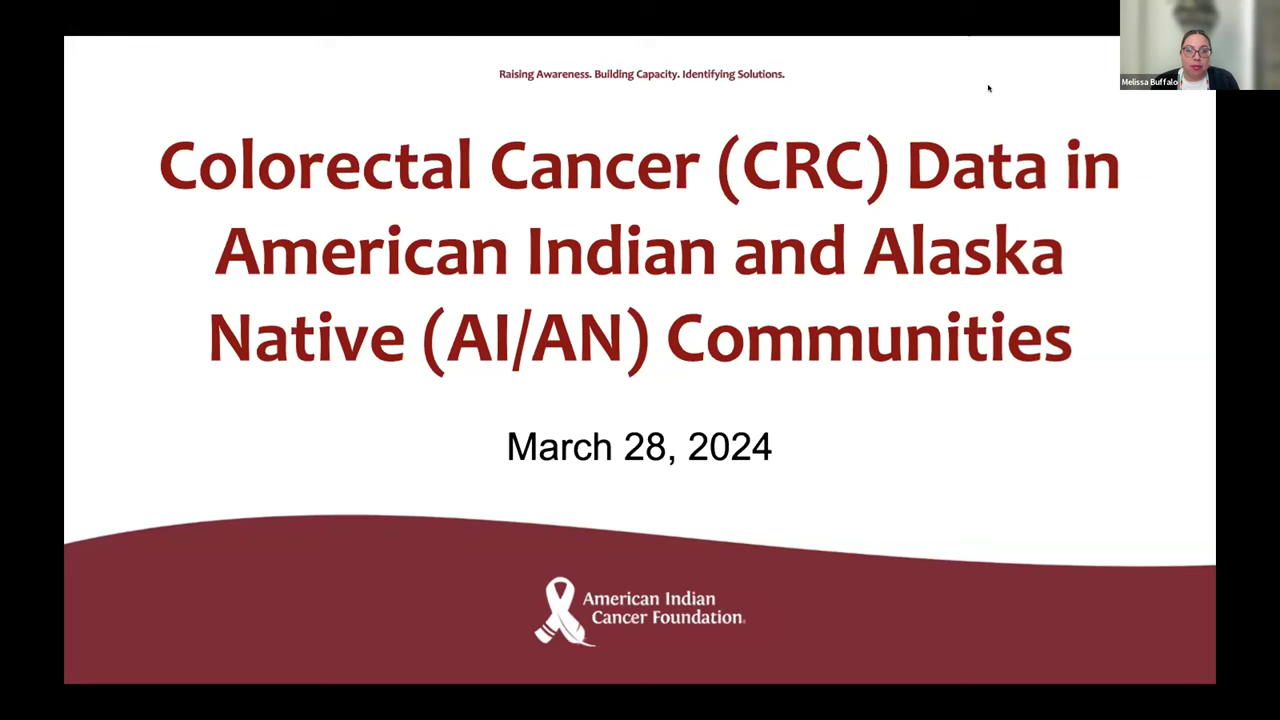 Raising Awareness. Building Capacity. Identifying Solutions.
Melissa Buffalo
Colorectal Cancer (CRC) Data in
American Indian and Alaska
Native (AI/AN) Communities
March 28, 2024
American Indian
Cancer Foundation.